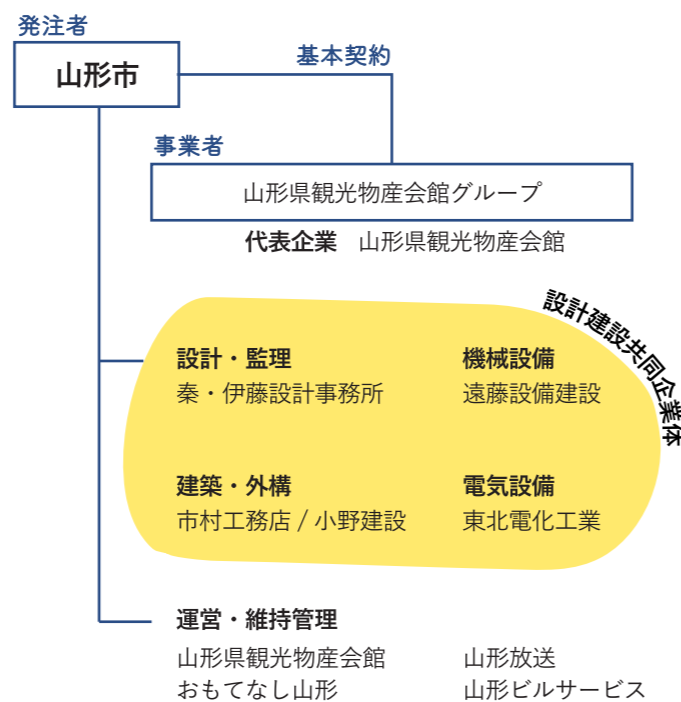 発注者
山形市
基本契約
事業者
山形県観光物産会館グループ
代表企業 山形県観光物産会館
設計建設共同企業体
設計・監理
秦・伊藤設計事務所
機械設備
遠藤設備建設
建築・外構
市村工務店 / 小野建設
電気設備
東北電化工業
運営・維持管理
山形県観光物産会館
おもてなし山形
山形放送
山形ビルサービス